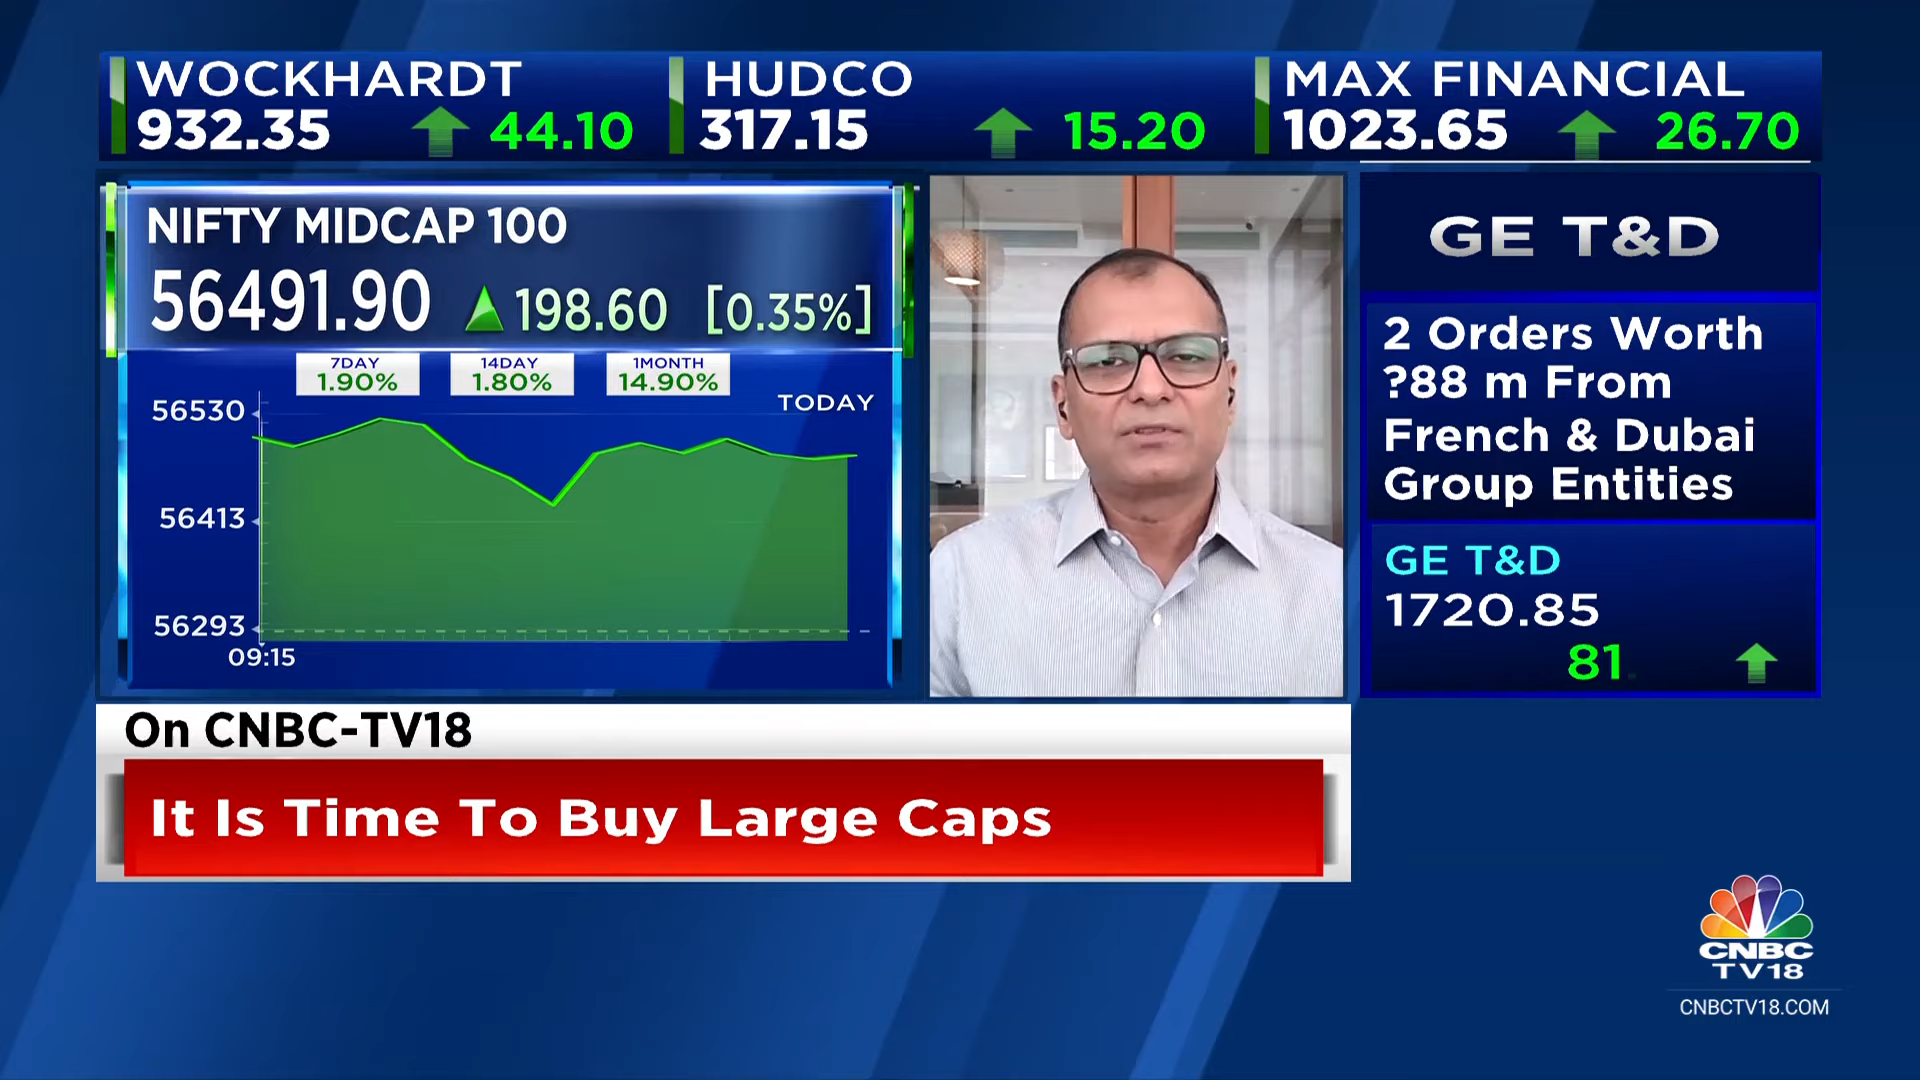 WOCKHARDT
932.35 44.10
HUDCO
317.15 15.20
MAX FINANCIAL
1023.65 26.70
NIFTY MIDCAP 100
56491.90 198.60 [0.35%]
7DAY
1.90%
14DAY
1.80%
1MONTH
14.90%
TODAY
56530
56413
56293
09:15
GE T&D
2 Orders Worth
?88 m From
French & Dubai
Group Entities
GE T&D
1720.85
81
On CNBC-TV18
It Is Time To Buy Large Caps
CNBC
TV18
CNBCTV18.COM